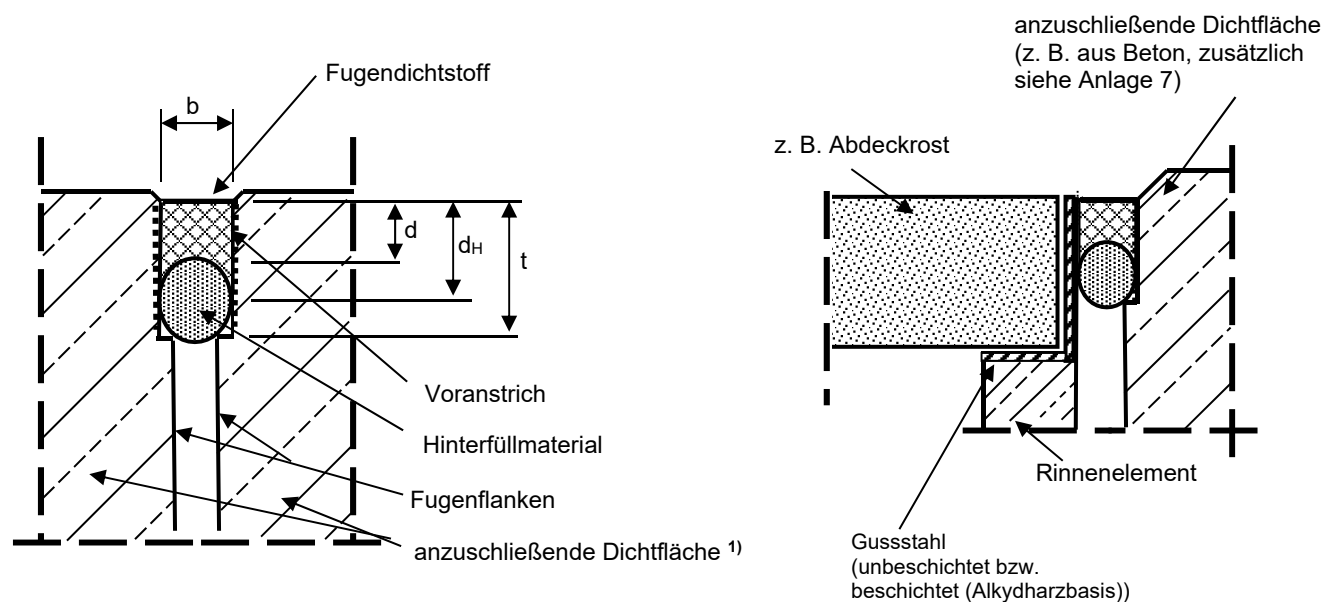 Fugendichtstoff
b
d
dH
t
Voranstrich
Hinterfüllmaterial
Fugenflanken
anzuschließende Dichtfläche 1)
anzuschließende Dichtfläche
(z. B. aus Beton, zusätzlich
siehe Anlage 7)
z. B. Abdeckrost
Rinnenelement
Gussstahl
(unbeschichtet bzw.
beschichtet (Alkydharzbasis))